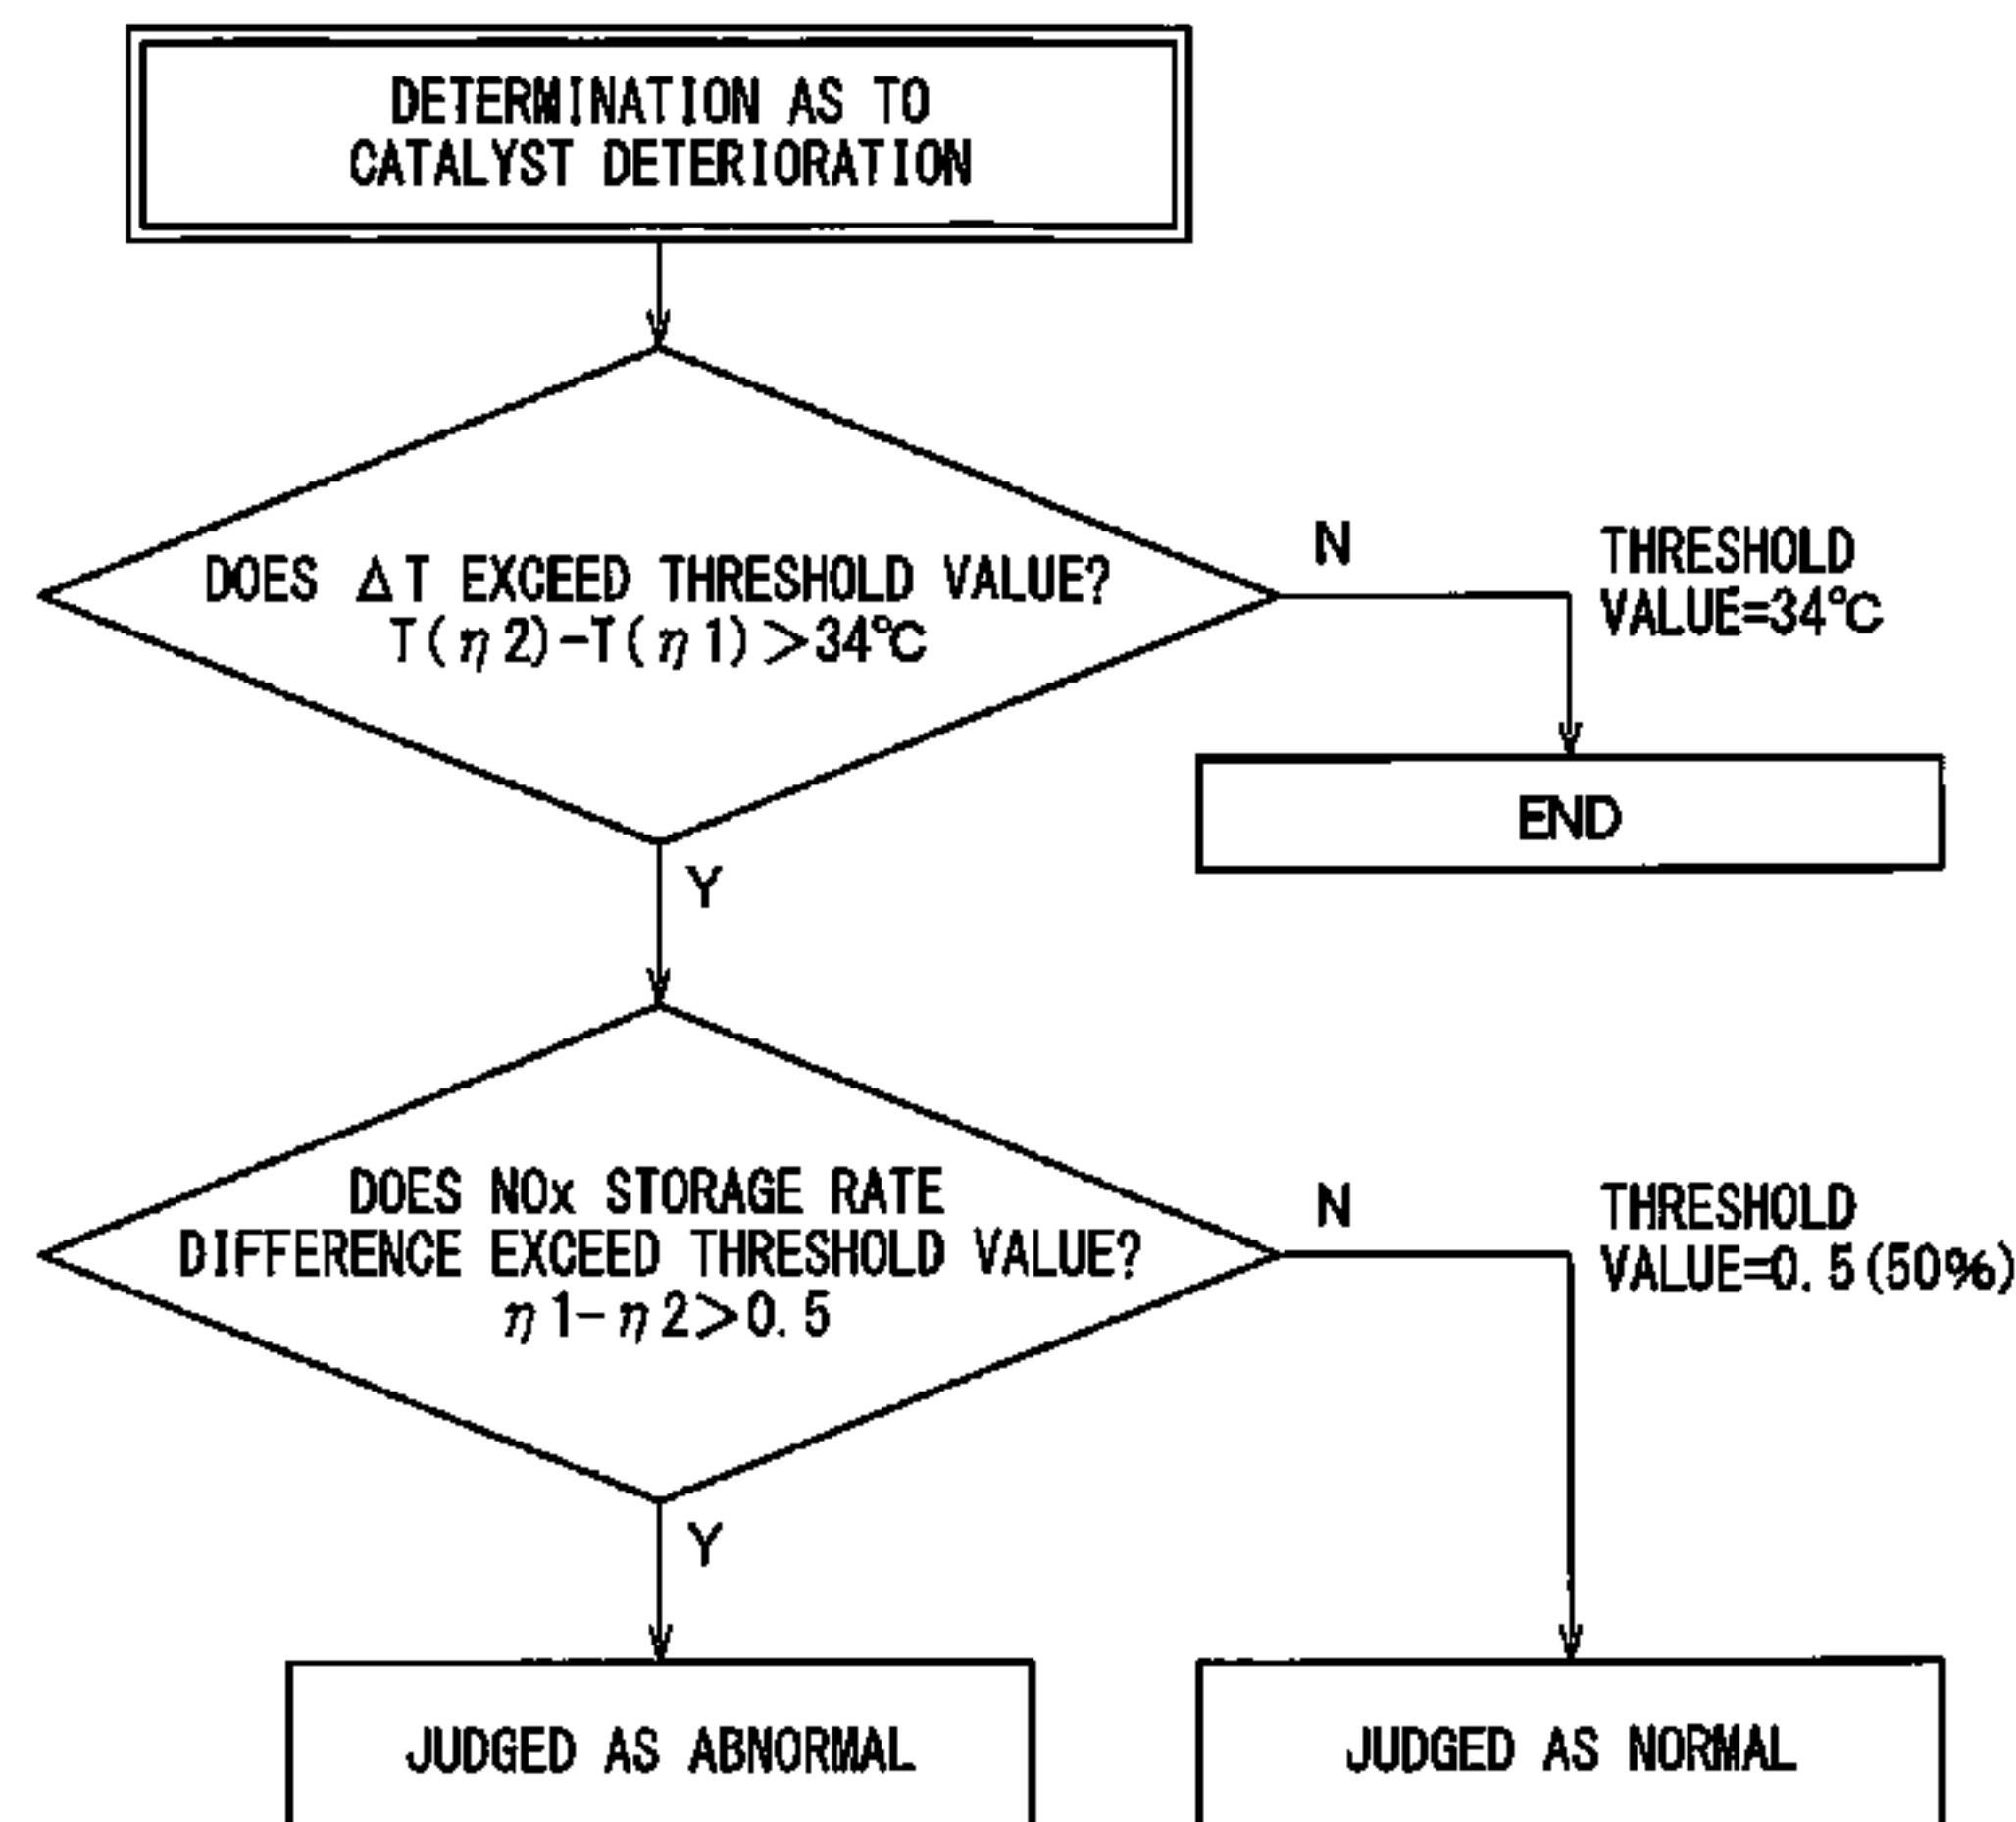 DETERMINATION AS TO
CATALYST DETERIORATION
DOES ΔT EXCEED THRESHOLD VALUE?
T(η2)-T(η1)>34℃
N
THRESHOLD
VALUE=34℃
END
Y
DOES NOx STORAGE RATE
DIFFERENCE EXCEED THRESHOLD VALUE?
η1-η2>0.5
N
THRESHOLD
VALUE=0.5(50%)
Y
JUDGED AS ABNORMAL
JUDGED AS NORMAL